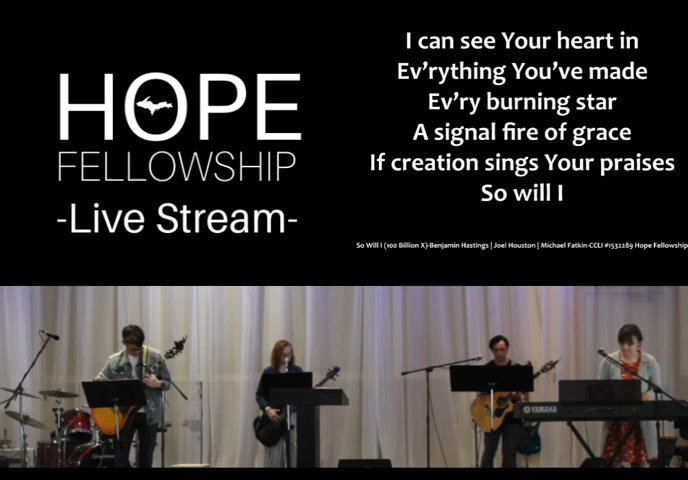 HOPE
FELLOWSHIP
-Live Stream-
I can see Your heart in
Ev'rything You've made
Ev'ry burning star
A signal fire of grace
If creation sings Your praises
So will I
So Will I (100 Billion X)-Benjamin Hastings | Joel Houston | Michael Fatkin-CCLI #1532289 Hope Fellowship
YAMAHA